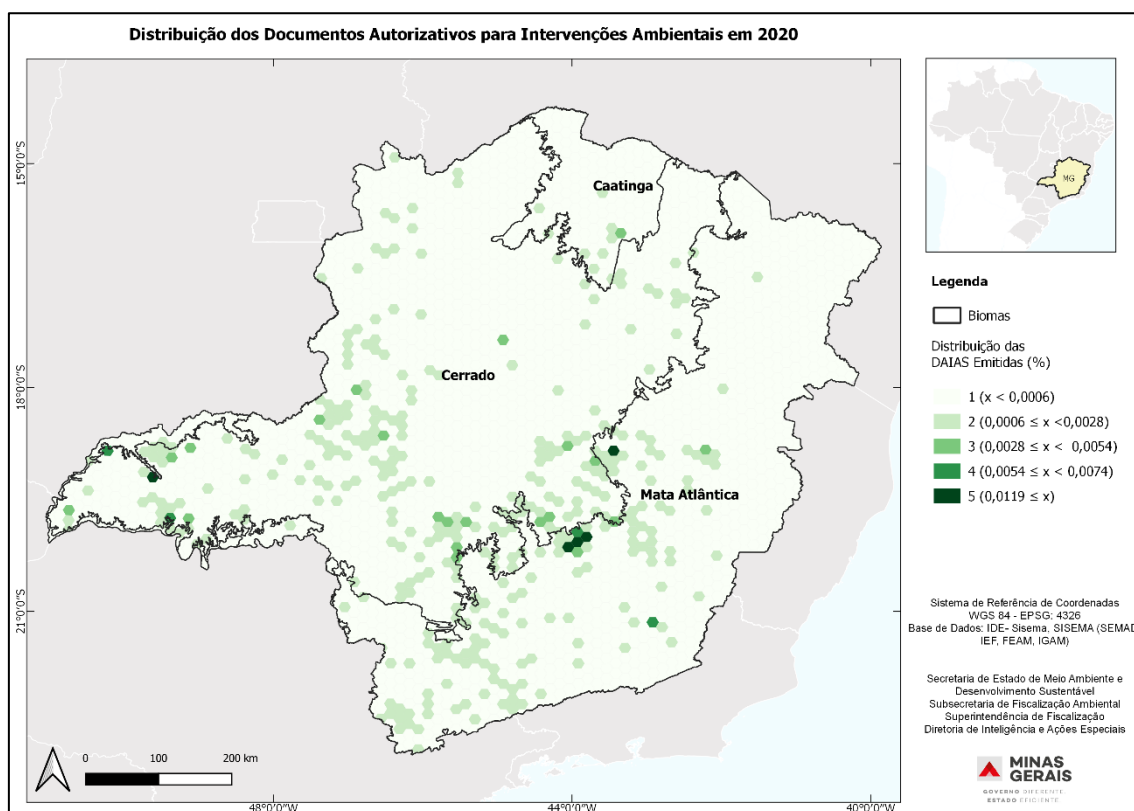 Distribuição dos Documentos Autorizativos para Intervenções Ambientais em 2020
15°0'0"S
18°0'0"S
21°0'0"S
Caatinga
Cerrado
Mata Atlântica
0 100 200 km
48°0'0"W
44°0'0"W
40°0'0"W
MG
Legenda
Biomas
Distribuição das
DAIAS Emitidas (%)
1 (x < 0,0006)
2 (0,0006 ≤ x <0,0028)
3 (0,0028 ≤ x < 0,0054)
4 (0,0054 ≤ x < 0,0074)
5 (0,0119 ≤ x)
Sistema de Referência de Coordenadas
WGS 84 - EPSG: 4326
Base de Dados: IDE- Sisema, SISEMA (SEMAD
IEF, FEAM, IGAM)
Secretaria de Estado de Meio Ambiente e
Desenvolvimento Sustentável
Subsecretaria de Fiscalização Ambiental
Superintendência de Fiscalização
Diretoria de Inteligência e Ações Especiais
MINAS
GERAIS
GOVERNO DIFERENTE.
ESTADO EFICIENTE.